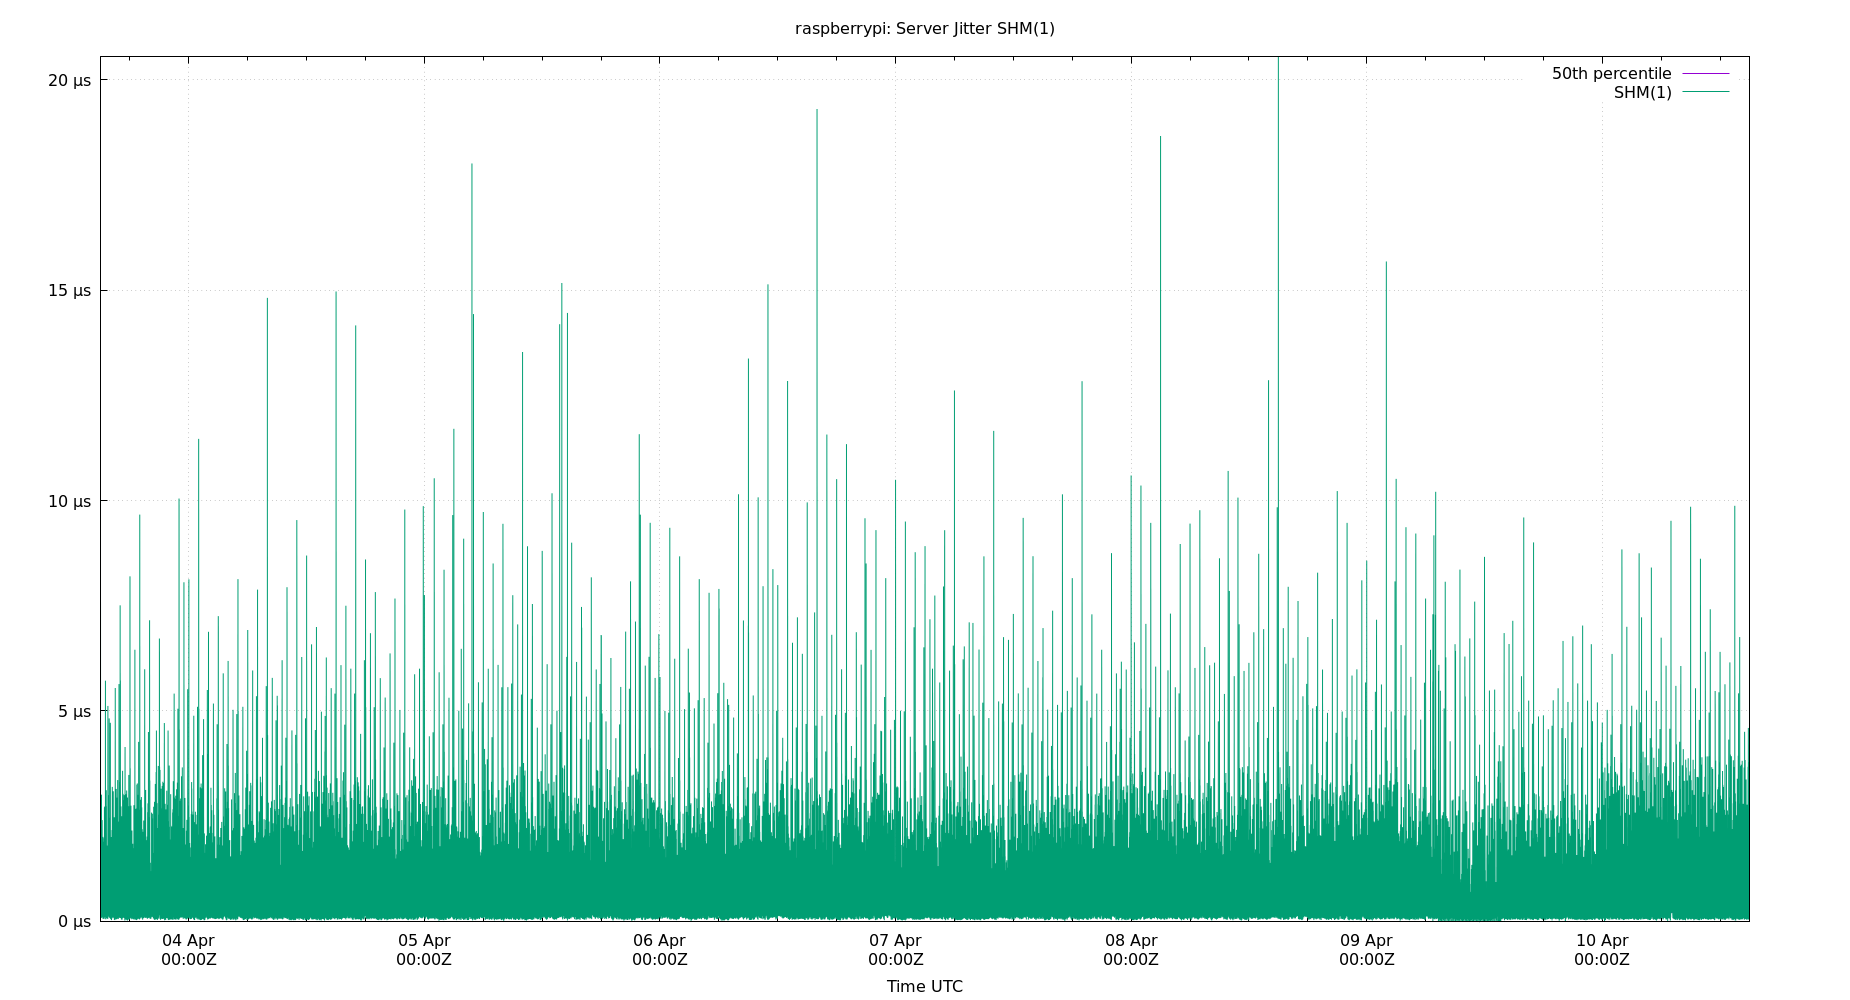 raspberrypi: Server Jitter SHM(1)
50th percentile
SHM(1)
20 µs
15 µs
10 µs
5 µs
0 µs
04 Apr
00:00Z
05 Apr
00:00Z
06 Apr
00:00Z
07 Apr
00:00Z
08 Apr
00:00Z
09 Apr
00:00Z
10 Apr
00:00Z
Time UTC